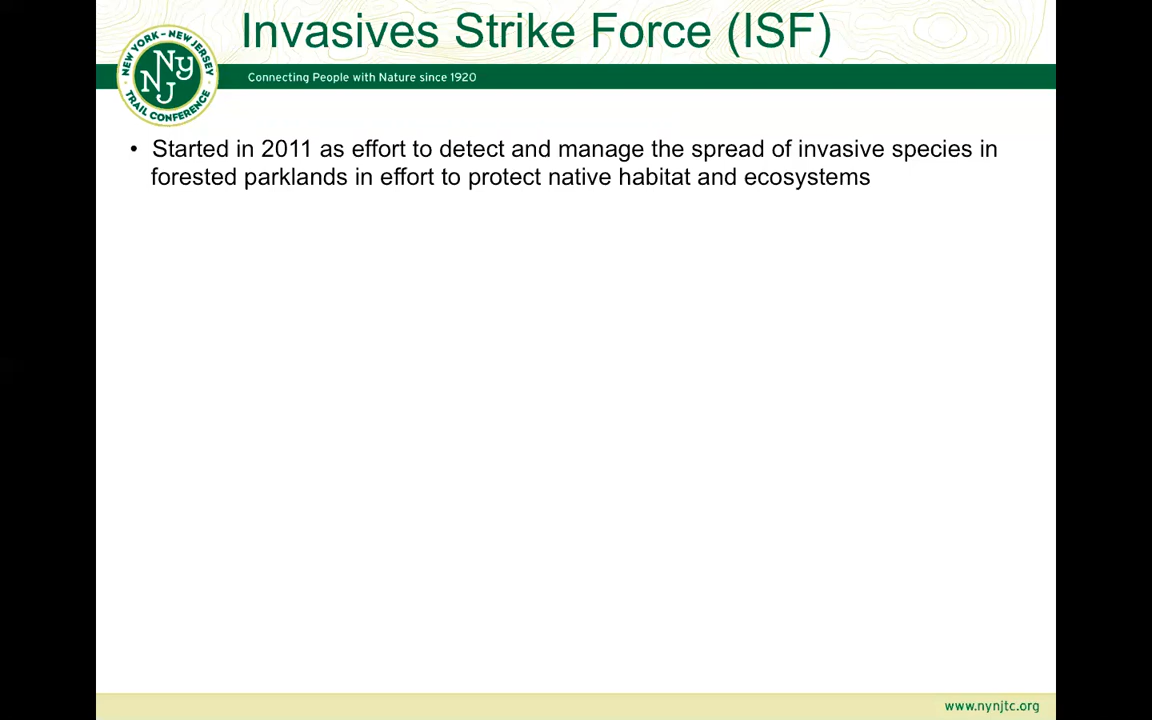 Invasives Strike Force (ISF)
NEW YORK - NEW JERSEY
NY
NJ
TRAIL CONFERENCE
Connecting People with Nature since 1920
• Started in 2011 as effort to detect and manage the spread of invasive species in
forested parklands in effort to protect native habitat and ecosystems
www.nynjtc.org